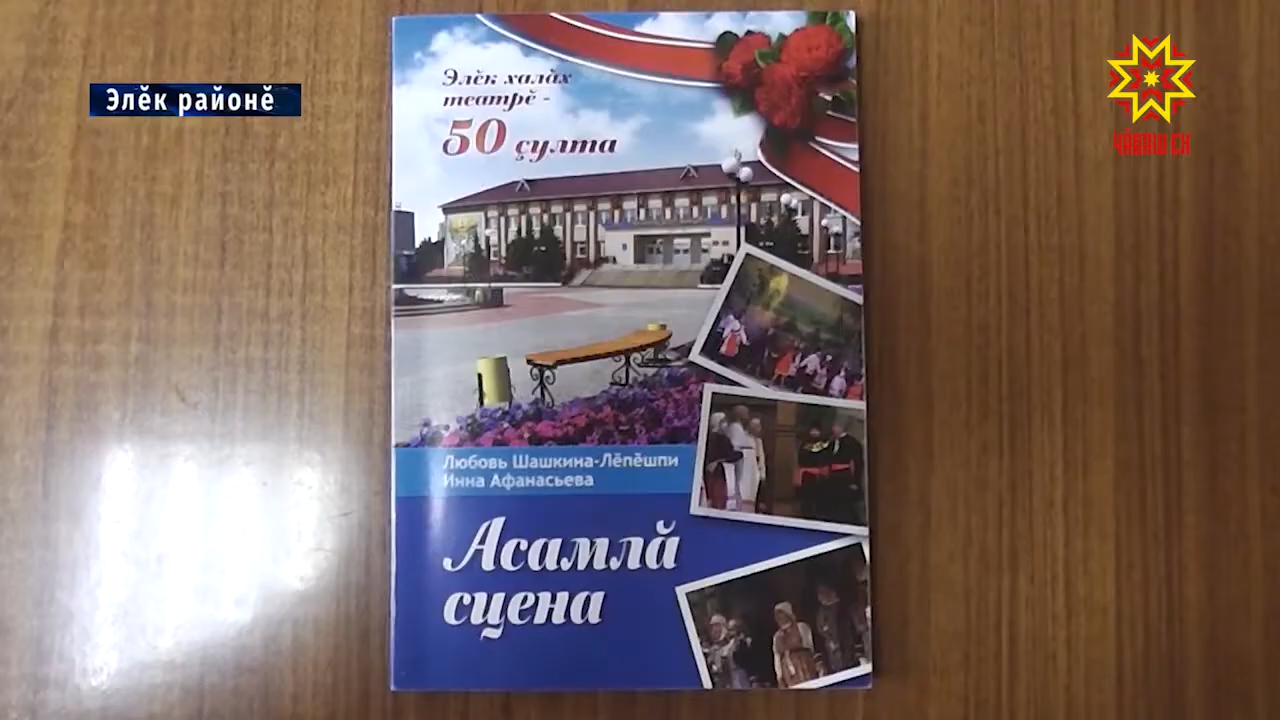 Элӗк районӗ
ЧӐВАШ ЕН
Элӗк халӑх
театрӗ -
50 ҫулта
Любовь Шашкина-Лӗпӗшпи
Инна Афанасьева
Асамлӑ
сцена